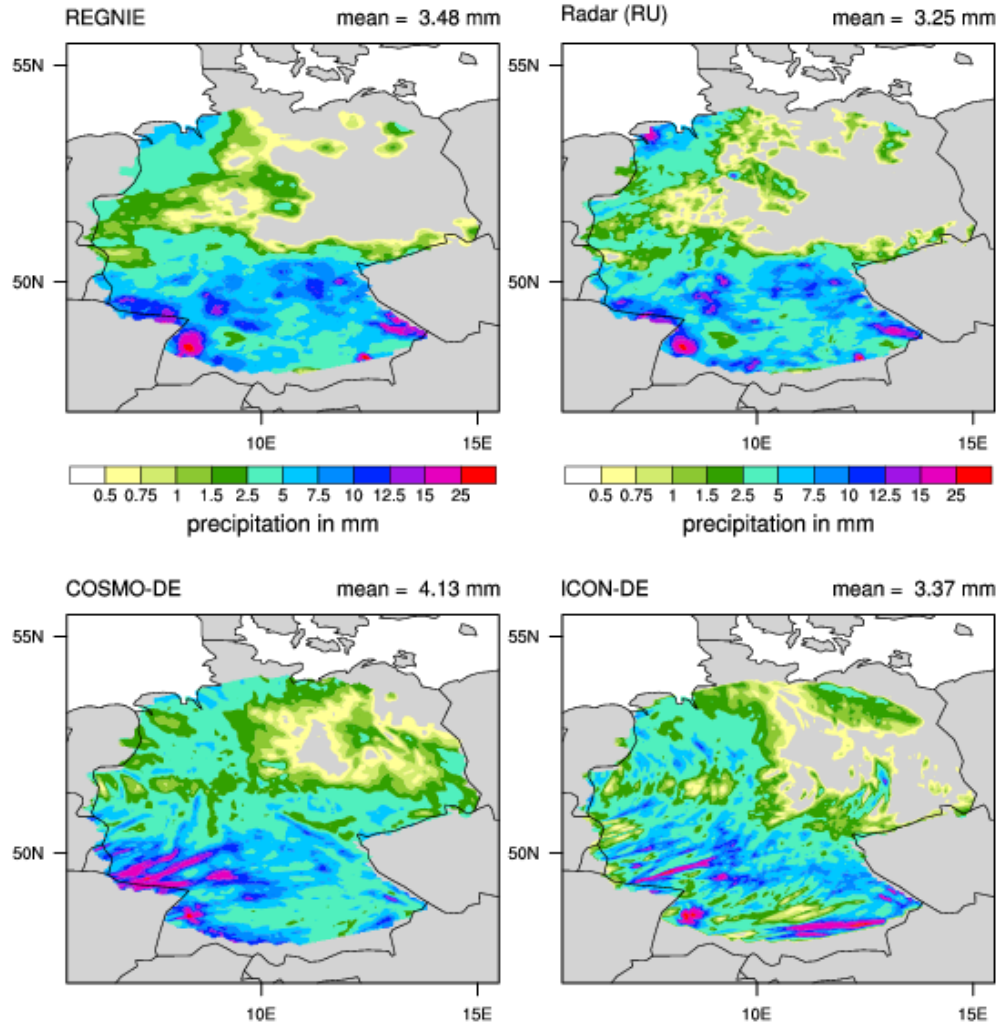 REGNIE mean = 3.48 mm
Radar (RU) mean = 3.25 mm
55N
50N
10E 15E
55N
50N
10E 15E
0.5 0.75 1 1.5 2.5 5 7.5 10 12.5 15 25
precipitation in mm
0.5 0.75 1 1.5 2.5 5 7.5 10 12.5 15 25
precipitation in mm
COSMO-DE mean = 4.13 mm
ICON-DE mean = 3.37 mm
55N
50N
10E 15E
55N
50N
10E 15E